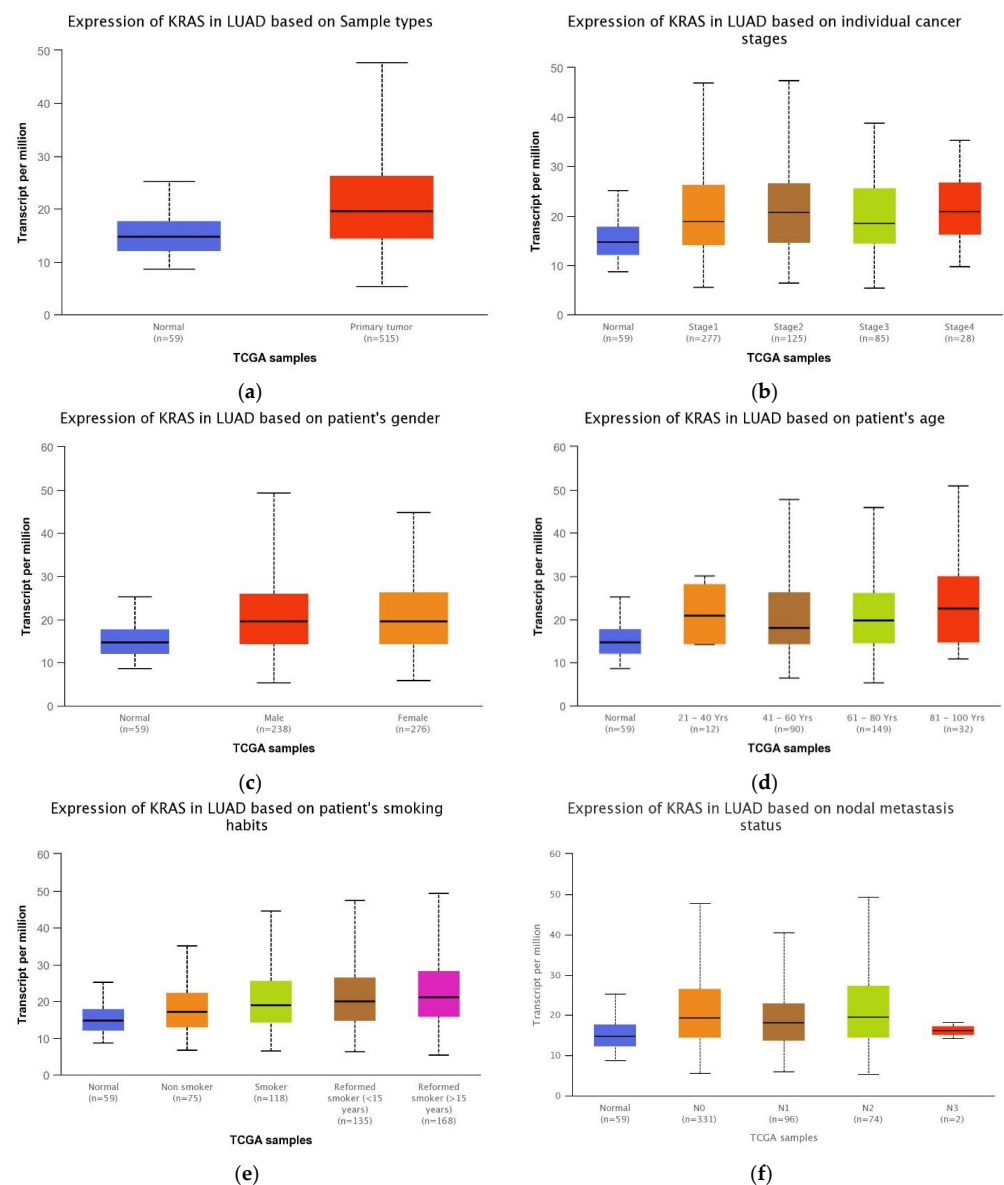 Expression of KRAS in LUAD based on Sample types
Transcript per million
50
40
30
20
10
0
Normal
(n=59)
Primary tumor
(n=515)
TCGA samples
(a)
Expression of KRAS in LUAD based on individual cancer
stages
Transcript per million
50
40
30
20
10
0
Normal
(n=59)
Stage1
(n=277)
Stage2
(n=125)
Stage3
(n=85)
Stage4
(n=28)
TCGA samples
(b)
Expression of KRAS in LUAD based on patient's gender
Transcript per million
60
50
40
30
20
10
0
Normal
(n=59)
Male
(n=238)
Female
(n=276)
TCGA samples
(c)
Expression of KRAS in LUAD based on patient's age
Transcript per million
60
50
40
30
20
10
0
Normal
(n=59)
21 – 40 Yrs
(n=12)
41 – 60 Yrs
(n=90)
61 – 80 Yrs
(n=149)
81 – 100 Yrs
(n=32)
TCGA samples
(d)
Expression of KRAS in LUAD based on patient's smoking
habits
Transcript per million
60
50
40
30
20
10
0
Normal
(n=59)
Non smoker
(n=75)
Smoker
(n=118)
Reformed
smoker (<15
years)
(n=135)
Reformed
smoker (>15
years)
(n=168)
TCGA samples
(e)
Expression of KRAS in LUAD based on nodal metastasis
status
Transcript per million
60
50
40
30
20
10
0
Normal
(n=59)
N0
(n=331)
N1
(n=96)
N2
(n=74)
N3
(n=2)
TCGA samples
(f)